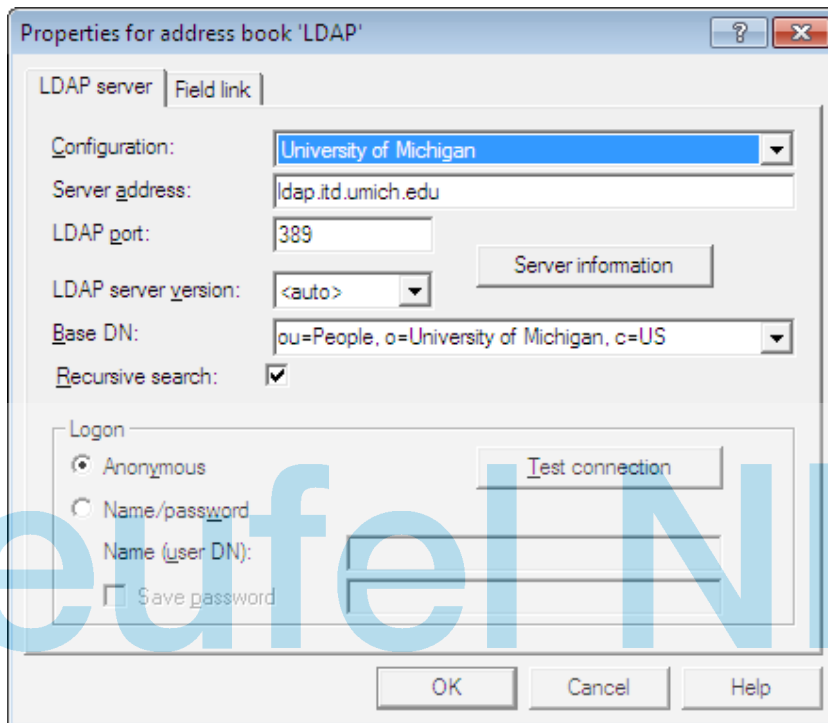 Properties for address book 'LDAP'
LDAP server Field link
Configuration: University of Michigan
Server address: ldap.itd.umich.edu
LDAP port: 389
Server information
LDAP server version: <auto>
Base DN: ou=People, o=University of Michigan, c=US
Recursive search:
Logon
Anonymous Test connection
Name/password
Name (user DN):
Save password
eufel N
OK Cancel Help